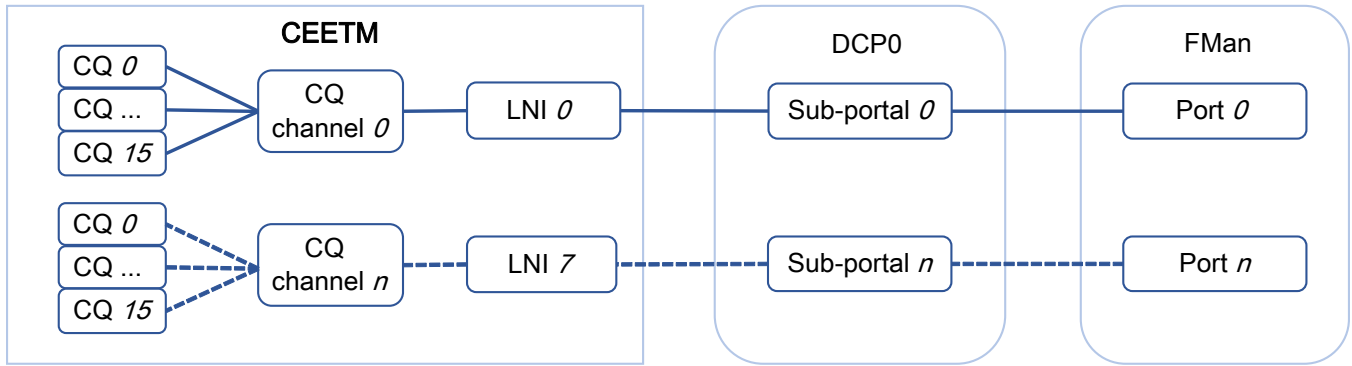 CEETM
DCP0
FMan
CQ 0
CQ ...
CQ 15
CQ
channel 0
LNI 0
Sub-portal 0
Port 0
CQ 0
CQ ...
CQ 15
CQ
channel n
LNI 7
Sub-portal n
Port n